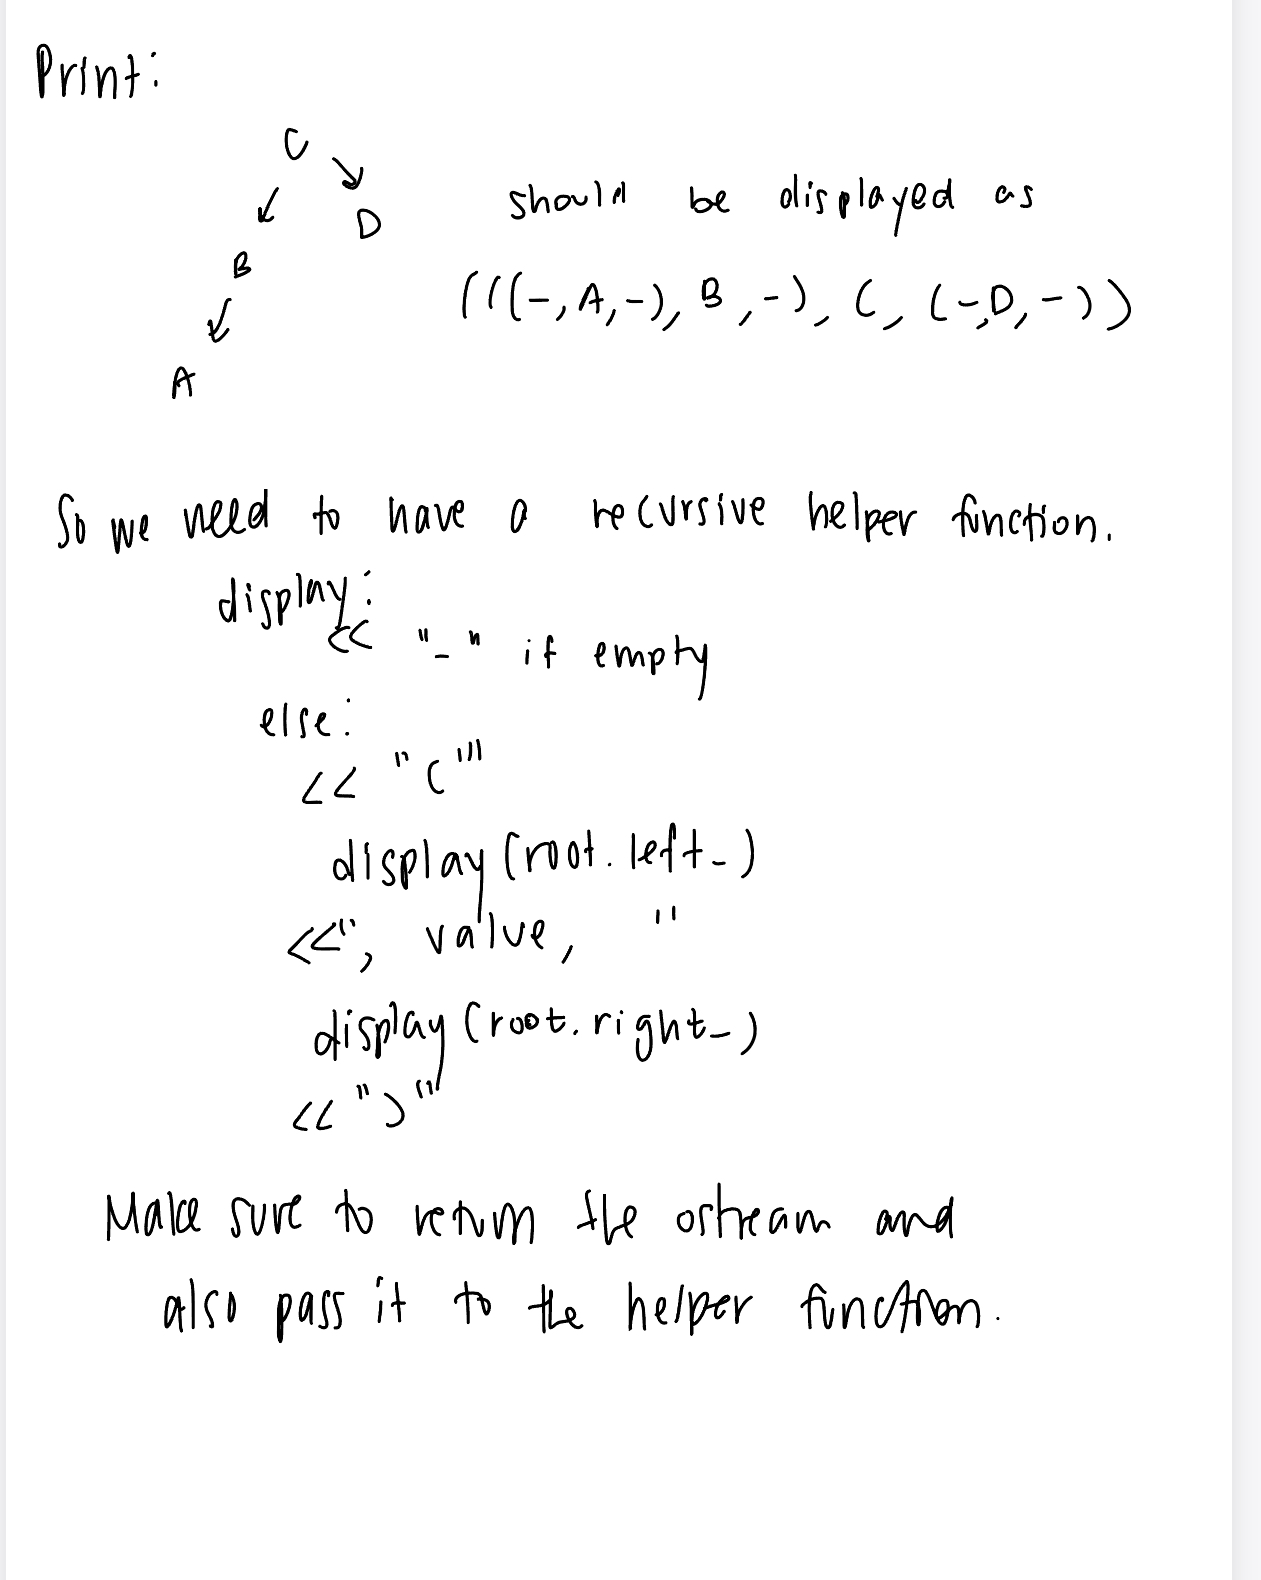 Print:
C
D
should be displayed as
B
(((-,A,-), B,-), C, (-,D,-))
A
So we need to have a recursive helper function.
display:
<< "-" if empty
else:
<< "("
display (root.left_)
<<", value, "
display (root.right_)
<< ")"
Make sure to return the ostream and
also pass it to the helper function.